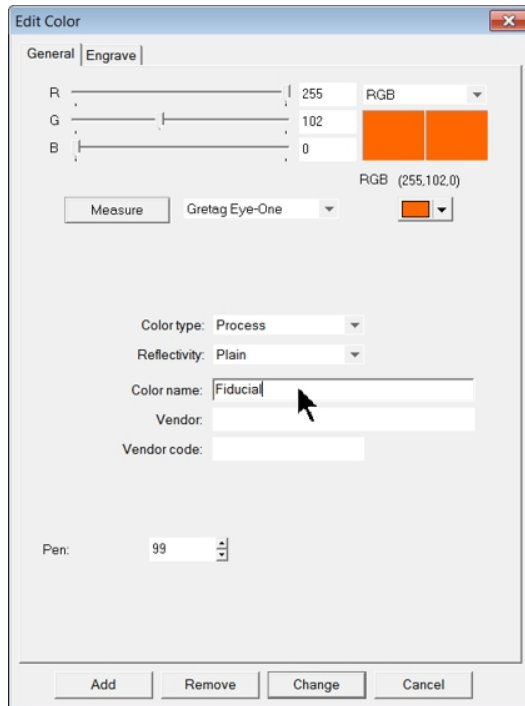 Edit Color
General Engrave
R 255 RGB
G 102
B 0
RGB (255,102,0)
Measure Gretag Eye-One
Color type: Process
Reflectivity: Plain
Color name: Fiducial
Vendor:
Vendor code:
Pen: 99
Add Remove Change Cancel